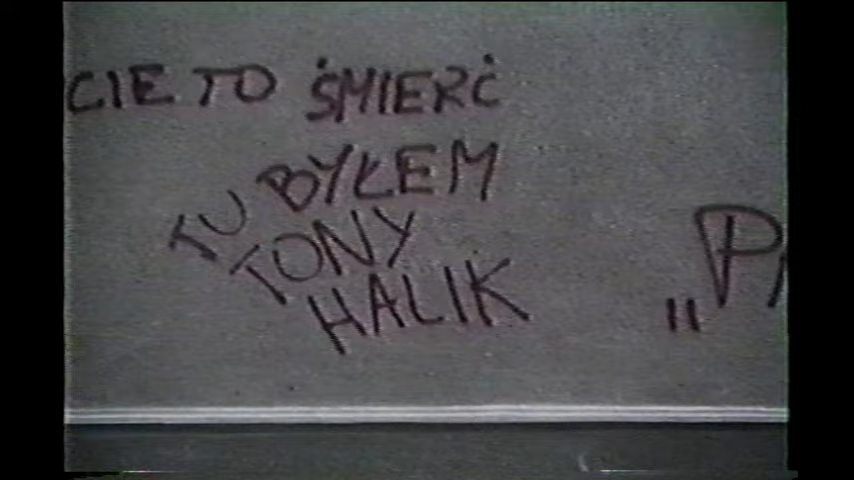 CIE TO ŚMIERĆ
TU BYŁEM
TONY
HALIK
„P